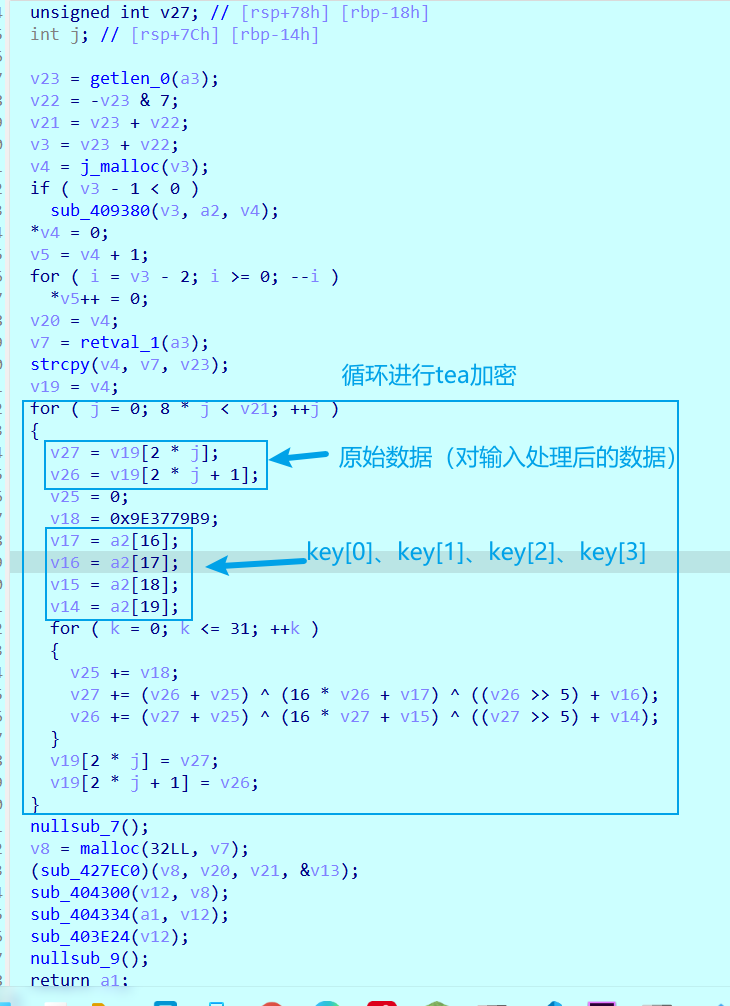 unsigned int v27; // [rsp+78h] [rbp-18h]
int j; // [rsp+7Ch] [rbp-14h]
v23 = getlen_0(a3);
v22 = -v23 & 7;
v21 = v23 + v22;
v3 = v23 + v22;
v4 = j_malloc(v3);
if ( v3 - 1 < 0 )
sub_409380(v3, a2, v4);
*v4 = 0;
v5 = v4 + 1;
for ( i = v3 - 2; i >= 0; --i )
*v5++ = 0;
v20 = v4;
v7 = retval_1(a3);
strcpy(v4, v7, v23);
v19 = v4;
循环进行tea加密
for ( j = 0; 8 * j < v21; ++j )
{
v27 = v19[2 * j];
v26 = v19[2 * j + 1];
原始数据（对输入处理后的数据）
v25 = 0;
v18 = 0x9E3779B9;
v17 = a2[16];
v16 = a2[17];
v15 = a2[18];
v14 = a2[19];
key[0]、key[1]、key[2]、key[3]
for ( k = 0; k <= 31; ++k )
{
v25 += v18;
v27 += (v26 + v25) ^ (16 * v26 + v17) ^ ((v26 >> 5) + v16);
v26 += (v27 + v25) ^ (16 * v27 + v15) ^ ((v27 >> 5) + v14);
}
v19[2 * j] = v27;
v19[2 * j + 1] = v26;
}
nullsub_7();
v8 = malloc(32LL, v7);
(sub_427EC0)(v8, v20, v21, &v13);
sub_404300(v12, v8);
sub_404334(a1, v12);
sub_403E24(v12);
nullsub_9();
return a1;